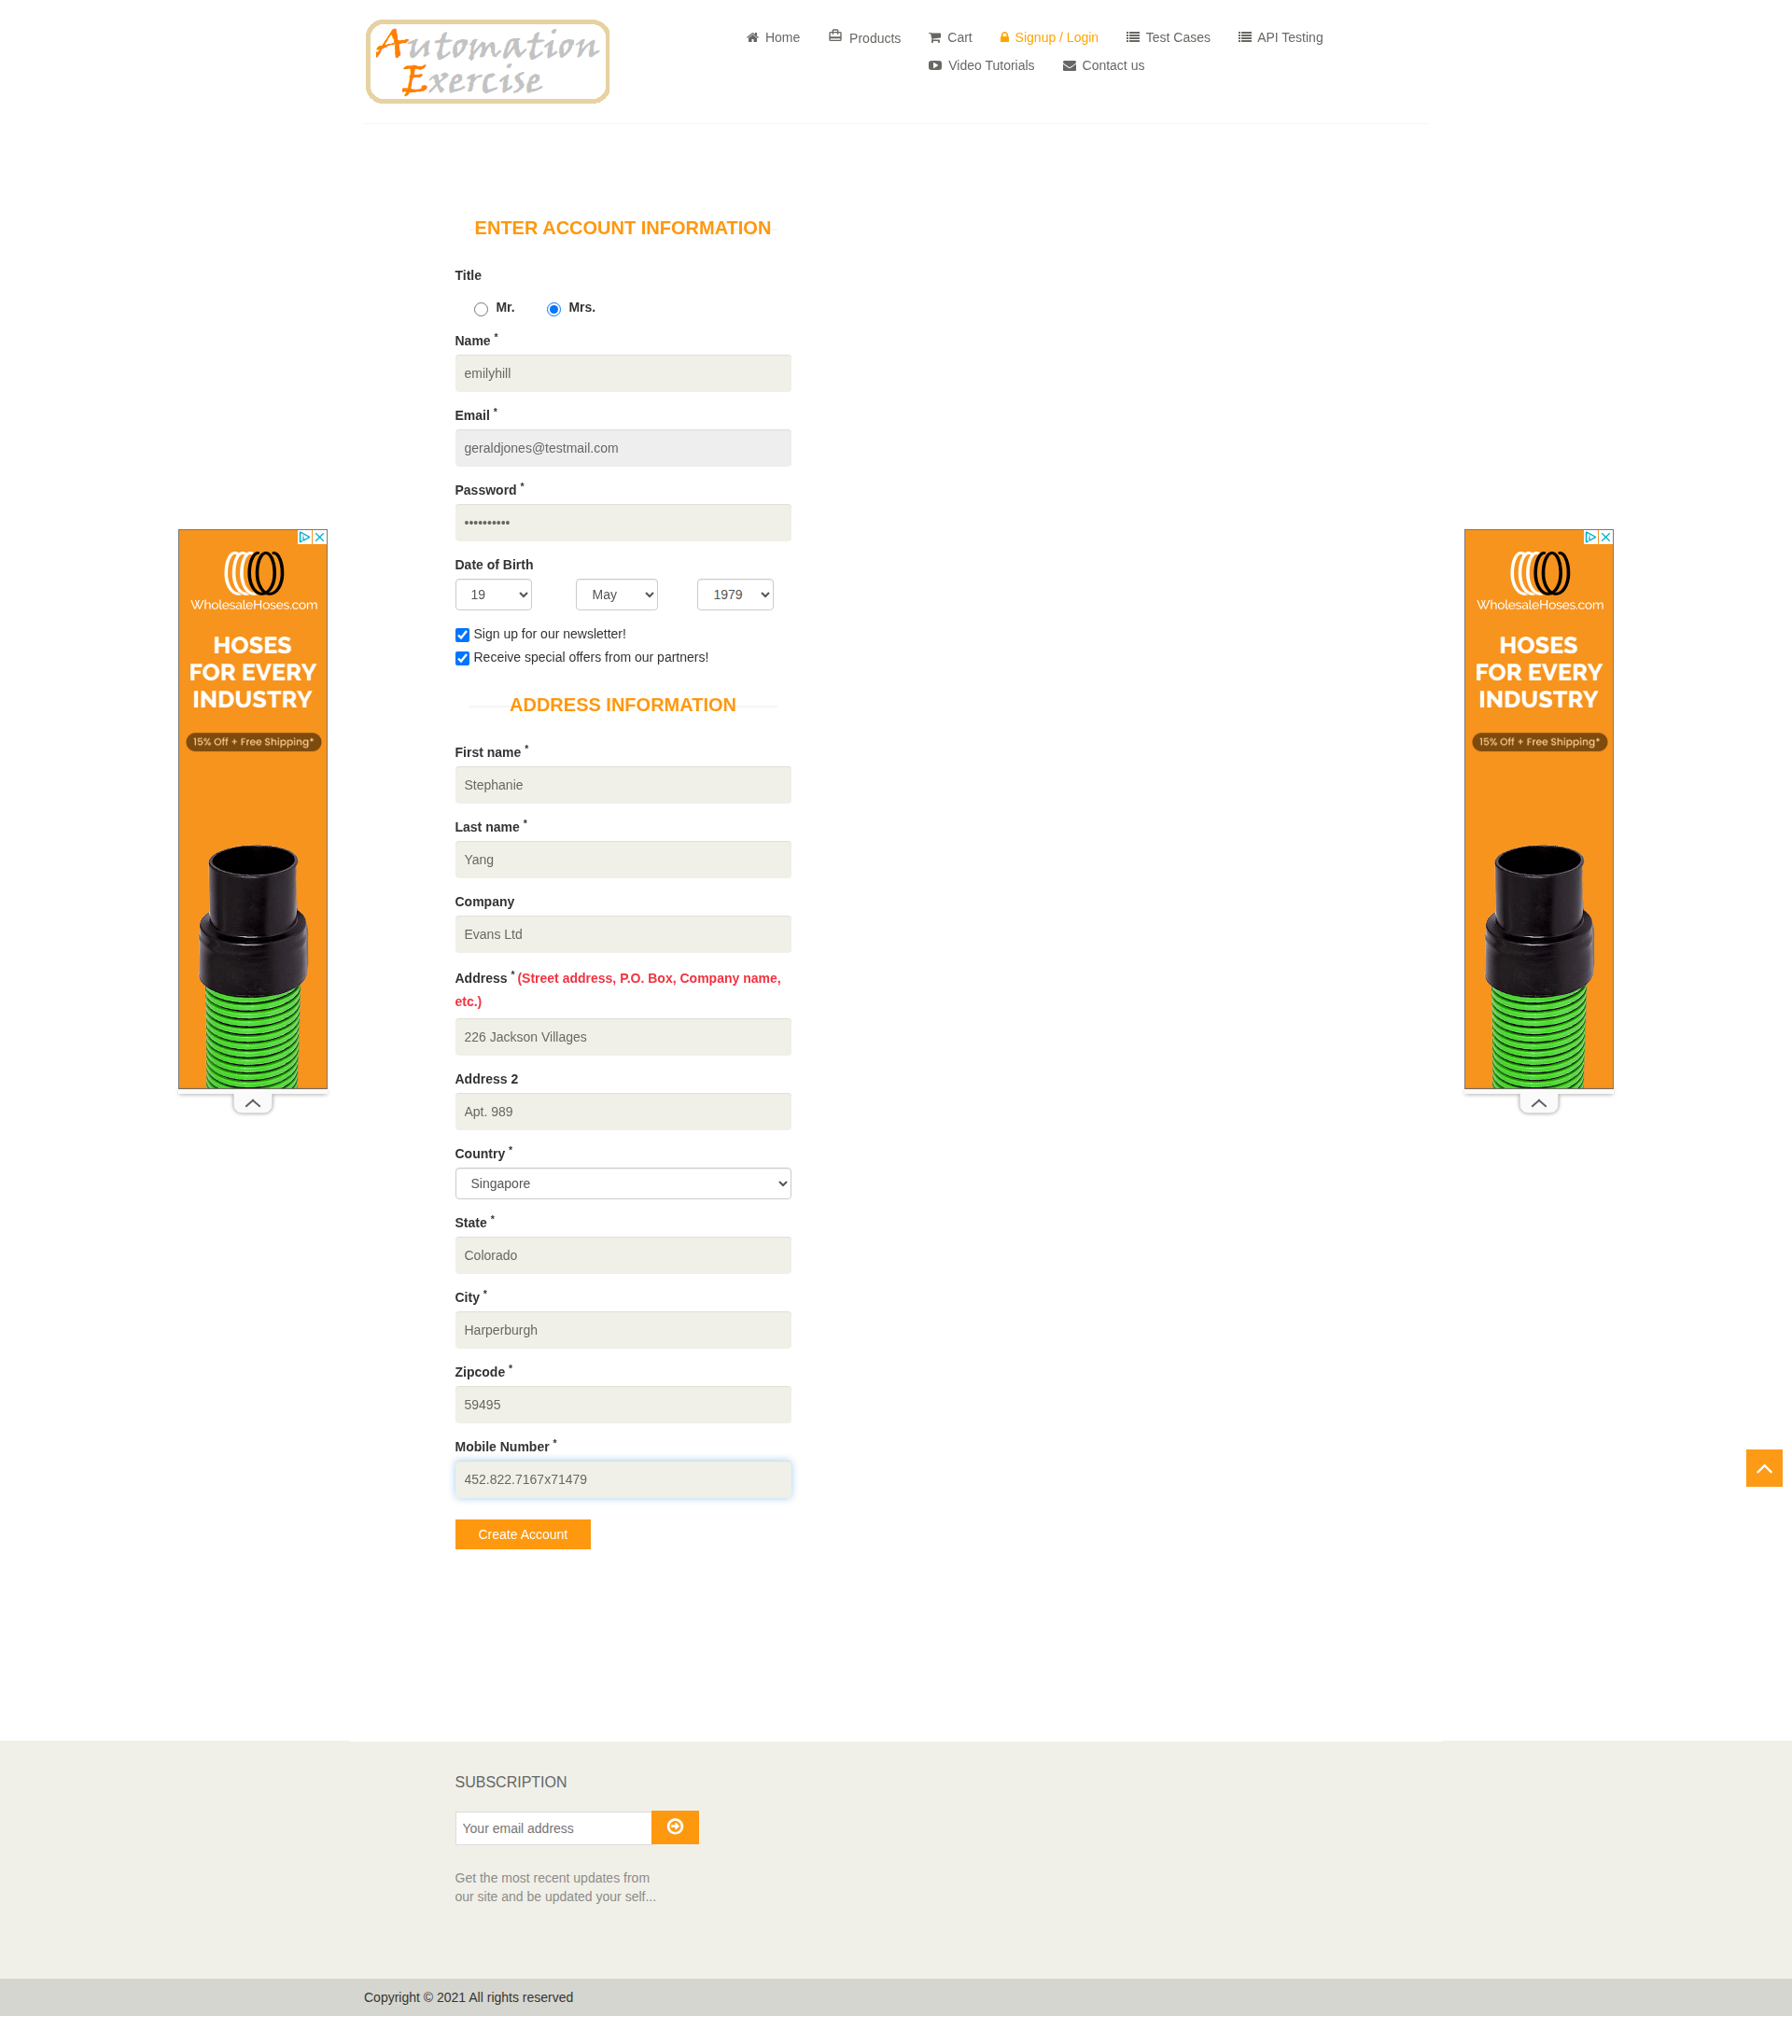 Automation
Exercise
Home
Products
Cart
Signup / Login
Test Cases
API Testing
Video Tutorials
Contact us
ENTER ACCOUNT INFORMATION
Title
Mr.
Mrs.
Name *
emilyhill
Email *
geraldjones@testmail.com
Password *
••••••••••
Date of Birth
19
May
1979
Sign up for our newsletter!
Receive special offers from our partners!
ADDRESS INFORMATION
First name *
Stephanie
Last name *
Yang
Company
Evans Ltd
Address * (Street address, P.O. Box, Company name,
etc.)
226 Jackson Villages
Address 2
Apt. 989
Country *
Singapore
State *
Colorado
City *
Harperburgh
Zipcode *
59495
Mobile Number *
452.822.7167x71479
Create Account
WholesaleHoses.com
HOSES
FOR EVERY
INDUSTRY
15% Off + Free Shipping*
WholesaleHoses.com
HOSES
FOR EVERY
INDUSTRY
15% Off + Free Shipping*
SUBSCRIPTION
Your email address
Get the most recent updates from
our site and be updated your self...
Copyright © 2021 All rights reserved